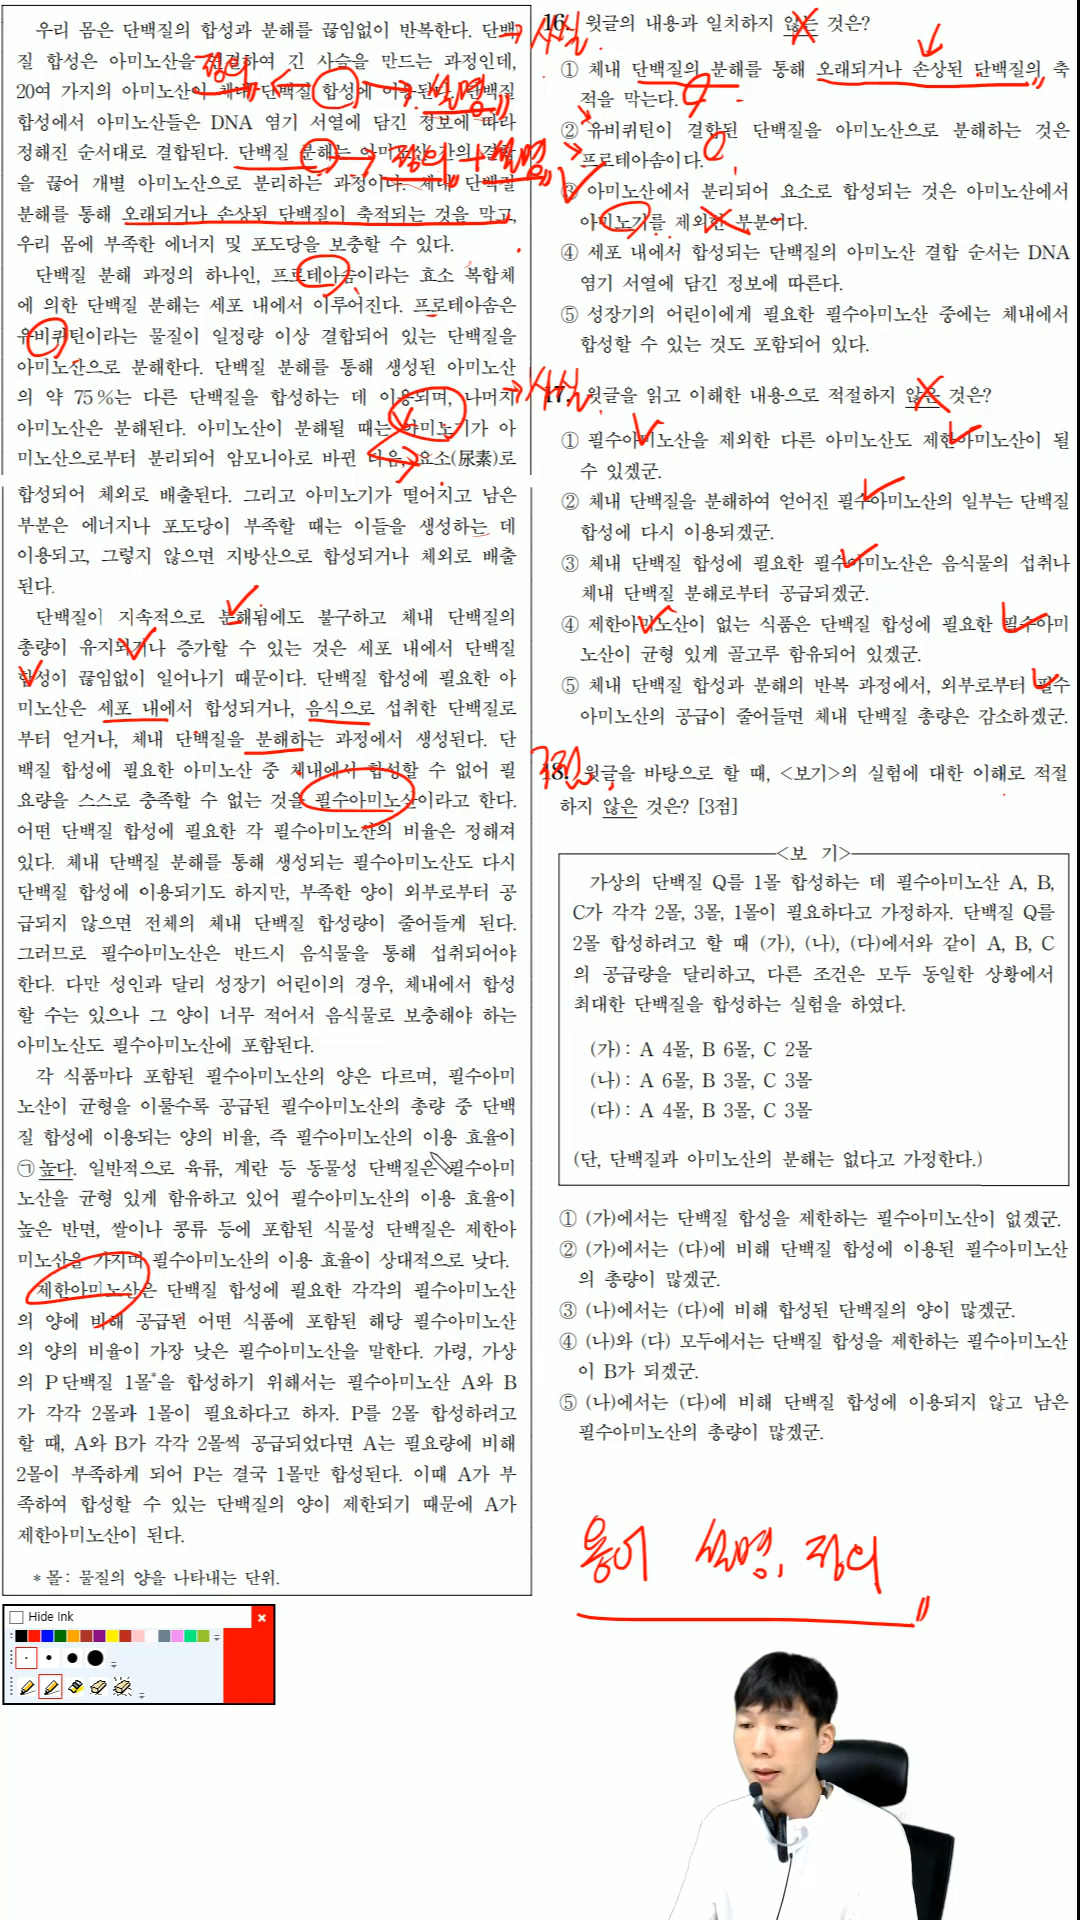 우리 몸은 단백질의 합성과 분해를 끊임없이 반복한다. 단백
질 합성은 아미노산을 연결하여 긴 사슬을 만드는 과정인데,
20여 가지의 아미노산이 체내 단백질 합성에 이용된다. 단백질
합성에서 아미노산들은 DNA 염기 서열에 담긴 정보에 따라
정해진 순서대로 결합된다. 단백질 분해는 아미노산 간의 결합
을 끊어 개별 아미노산으로 분리하는 과정이다. 체내 단백질
분해를 통해 오래되거나 손상된 단백질이 축적되는 것을 막고,
우리 몸에 부족한 에너지 및 포도당을 보충할 수 있다.
단백질 분해 과정의 하나인, 프로테아솜이라는 효소 복합체
에 의한 단백질 분해는 세포 내에서 이루어진다. 프로테아솜은
유비퀴틴이라는 물질이 일정량 이상 결합되어 있는 단백질을
아미노산으로 분해한다. 단백질 분해를 통해 생성된 아미노산
의 약 75%는 다른 단백질을 합성하는 데 이용되며, 나머지
아미노산은 분해된다. 아미노산이 분해될 때는 아미노기가 아
미노산으로부터 분리되어 암모니아로 바뀐 다음, 요소(尿素)로
합성되어 체외로 배출된다. 그리고 아미노기가 떨어지고 남은
부분은 에너지나 포도당이 부족할 때는 이들을 생성하는 데
이용되고, 그렇지 않으면 지방산으로 합성되거나 체외로 배출
된다.
단백질이 지속적으로 분해됨에도 불구하고 체내 단백질의
총량이 유지되거나 증가할 수 있는 것은 세포 내에서 단백질
합성이 끊임없이 일어나기 때문이다. 단백질 합성에 필요한 아
미노산은 세포 내에서 합성되거나, 음식으로 섭취한 단백질로
부터 얻거나, 체내 단백질을 분해하는 과정에서 생성된다. 단
백질 합성에 필요한 아미노산 중 체내에서 합성할 수 없어 필
요량을 스스로 충족할 수 없는 것을 필수아미노산이라고 한다.
어떤 단백질 합성에 필요한 각 필수아미노산의 비율은 정해져
있다. 체내 단백질 분해를 통해 생성되는 필수아미노산도 다시
단백질 합성에 이용되기도 하지만, 부족한 양이 외부로부터 공
급되지 않으면 전체의 체내 단백질 합성량이 줄어들게 된다.
그러므로 필수아미노산은 반드시 음식물을 통해 섭취되어야
한다. 다만 성인과 달리 성장기 어린이의 경우, 체내에서 합성
할 수는 있으나 그 양이 너무 적어서 음식물로 보충해야 하는
아미노산도 필수아미노산에 포함된다.
각 식품마다 포함된 필수아미노산의 양은 다르며, 필수아미
노산이 균형을 이룰수록 공급된 필수아미노산의 총량 중 단백
질 합성에 이용되는 양의 비율, 즉 필수아미노산의 이용 효율이
㉠높다. 일반적으로 육류, 계란 등 동물성 단백질은 필수아미
노산을 균형 있게 함유하고 있어 필수아미노산의 이용 효율이
높은 반면, 쌀이나 콩류 등에 포함된 식물성 단백질은 제한아
미노산을 가지며 필수아미노산의 이용 효율이 상대적으로 낮다.
제한아미노산은 단백질 합성에 필요한 각각의 필수아미노산
의 양에 비해 공급된 어떤 식품에 포함된 해당 필수아미노산
의 양의 비율이 가장 낮은 필수아미노산을 말한다. 가령, 가상
의 P단백질 1몰*을 합성하기 위해서는 필수아미노산 A와 B
가 각각 2몰과 1몰이 필요하다고 하자. P를 2몰 합성하려고
할 때, A와 B가 각각 2몰씩 공급되었다면 A는 필요량에 비해
2몰이 부족하게 되어 P는 결국 1몰만 합성된다. 이때 A가 부
족하여 합성할 수 있는 단백질의 양이 제한되기 때문에 A가
제한아미노산이 된다.
*몰: 물질의 양을 나타내는 단위.
Hide Ink
정의
설명
정의 + 설명
16. 윗글의 내용과 일치하지 않는 것은?
사실
① 체내 단백질의 분해를 통해 오래되거나 손상된 단백질의 축
적을 막는다.
② 유비퀴틴이 결합된 단백질을 아미노산으로 분해하는 것은
프로테아솜이다.
③ 아미노산에서 분리되어 요소로 합성되는 것은 아미노산에서
아미노기를 제외한 부분이다.
④ 세포 내에서 합성되는 단백질의 아미노산 결합 순서는 DNA
염기 서열에 담긴 정보에 따른다.
⑤ 성장기의 어린이에게 필요한 필수아미노산 중에는 체내에서
합성할 수 있는 것도 포함되어 있다.
17. 윗글을 읽고 이해한 내용으로 적절하지 않은 것은?
사실
① 필수아미노산을 제외한 다른 아미노산도 제한아미노산이 될
수 있겠군.
② 체내 단백질을 분해하여 얻어진 필수아미노산의 일부는 단백질
합성에 다시 이용되겠군.
③ 체내 단백질 합성에 필요한 필수아미노산은 음식물의 섭취나
체내 단백질 분해로부터 공급되겠군.
④ 제한아미노산이 없는 식품은 단백질 합성에 필요한 필수아미
노산이 균형 있게 골고루 함유되어 있겠군.
⑤ 체내 단백질 합성과 분해의 반복 과정에서, 외부로부터 필수
아미노산의 공급이 줄어들면 체내 단백질 총량은 감소하겠군.
18. 윗글을 바탕으로 할 때, <보기>의 실험에 대한 이해로 적절
하지 않은 것은? [3점]
<보 기>
가상의 단백질 Q를 1몰 합성하는 데 필수아미노산 A, B,
C가 각각 2몰, 3몰, 1몰이 필요하다고 가정하자. 단백질 Q를
2몰 합성하려고 할 때 (가), (나), (다)에서와 같이 A, B, C
의 공급량을 달리하고, 다른 조건은 모두 동일한 상황에서
최대한 단백질을 합성하는 실험을 하였다.
(가): A 4몰, B 6몰, C 2몰
(나): A 6몰, B 3몰, C 3몰
(다): A 4몰, B 3몰, C 3몰
(단, 단백질과 아미노산의 분해는 없다고 가정한다.)
① (가)에서는 단백질 합성을 제한하는 필수아미노산이 없겠군.
② (가)에서는 (다)에 비해 단백질 합성에 이용된 필수아미노산
의 총량이 많겠군.
③ (나)에서는 (다)에 비해 합성된 단백질의 양이 많겠군.
④ (나)와 (다) 모두에서는 단백질 합성을 제한하는 필수아미노산
이 B가 되겠군.
⑤ (나)에서는 (다)에 비해 단백질 합성에 이용되지 않고 남은
필수아미노산의 총량이 많겠군.
용어 설명, 정의